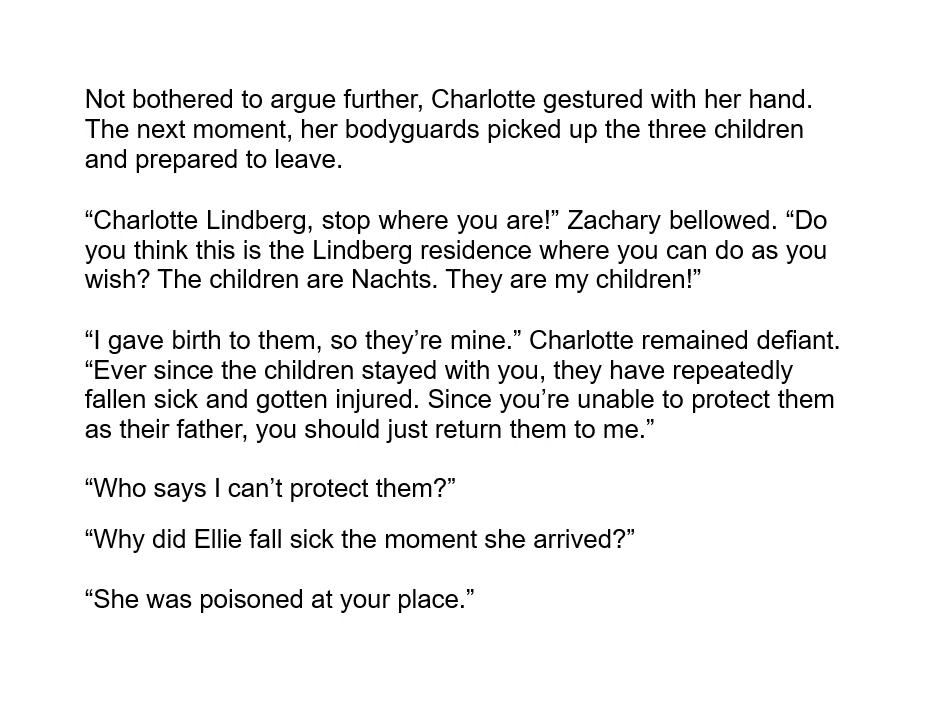 Not bothered to argue further, Charlotte gestured with her hand.
The next moment, her bodyguards picked up the three children
and prepared to leave.
“Charlotte Lindberg, stop where you are!” Zachary bellowed. “Do
you think this is the Lindberg residence where you can do as you
wish? The children are Nachts. They are my children!”
“I gave birth to them, so they’re mine.” Charlotte remained defiant.
“Ever since the children stayed with you, they have repeatedly
fallen sick and gotten injured. Since you’re unable to protect them
as their father, you should just return them to me.”
“Who says I can’t protect them?”
“Why did Ellie fall sick the moment she arrived?”
“She was poisoned at your place.”